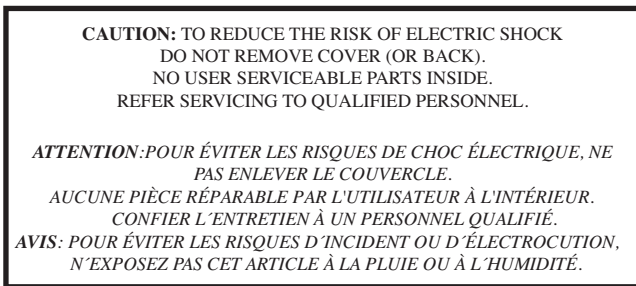 CAUTION: TO REDUCE THE RISK OF ELECTRIC SHOCK
DO NOT REMOVE COVER (OR BACK).
NO USER SERVICEABLE PARTS INSIDE.
REFER SERVICING TO QUALIFIED PERSONNEL.
ATTENTION:POUR ÉVITER LES RISQUES DE CHOC ÉLECTRIQUE, NE
PAS ENLEVER LE COUVERCLE.
AUCUNE PIÈCE RÉPARABLE PAR L'UTILISATEUR À L'INTÉRIEUR.
CONFIER L´ENTRETIEN À UN PERSONNEL QUALIFIÉ.
AVIS: POUR ÉVITER LES RISQUES D´INCIDENT OU D´ÉLECTROCUTION,
N´EXPOSEZ PAS CET ARTICLE À LA PLUIE OU À L´HUMIDITÉ.